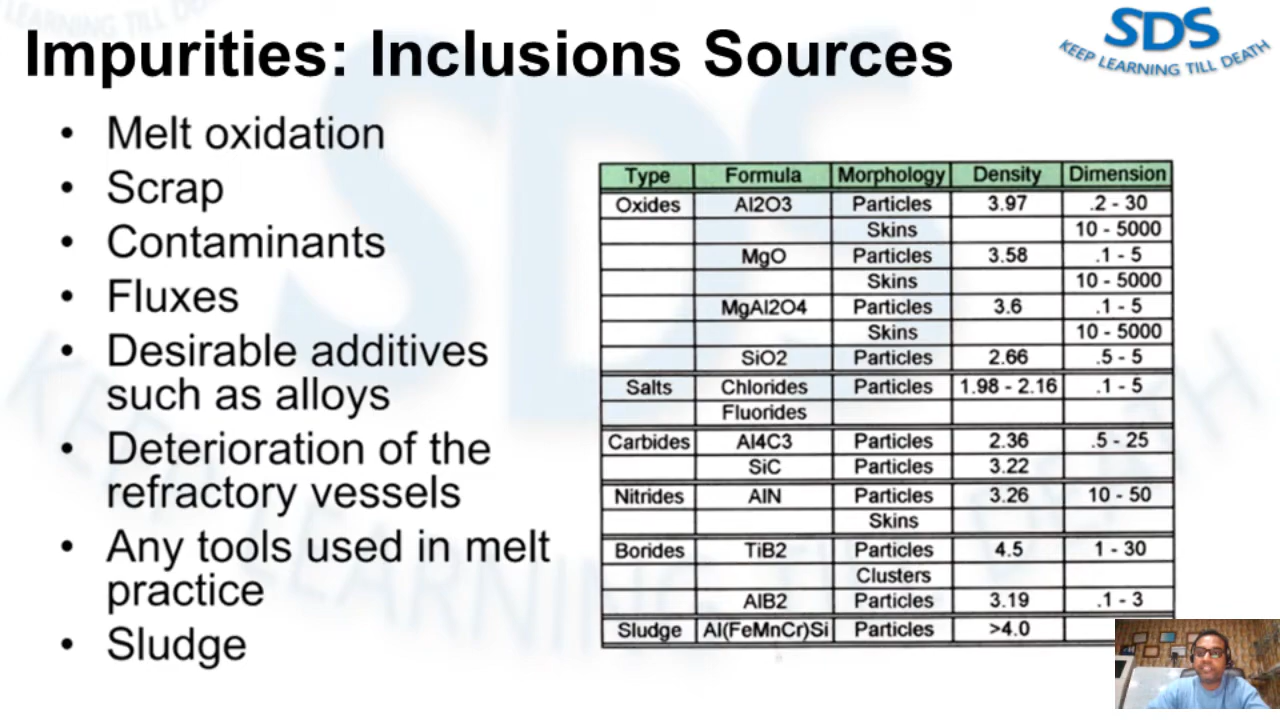 Impurities: Inclusions Sources
SDS
KEEP LEARNING TILL DEATH
• Melt oxidation
• Scrap
• Contaminants
• Fluxes
• Desirable additives
such as alloys
• Deterioration of the
refractory vessels
• Any tools used in melt
practice
• Sludge
Type Formula Morphology Density Dimension
Oxides Al2O3 Particles 3.97 .2 - 30
Skins 10 - 5000
MgO Particles 3.58 .1 - 5
Skins 10 - 5000
MgAl2O4 Particles 3.6 .1 - 5
Skins 10 - 5000
SiO2 Particles 2.66 .5 - 5
Salts Chlorides Particles 1.98 - 2.16 .1 - 5
Fluorides
Carbides Al4C3 Particles 2.36 .5 - 25
SiC Particles 3.22
Nitrides AlN Particles 3.26 10 - 50
Skins
Borides TiB2 Particles 4.5 1 - 30
Clusters
AlB2 Particles 3.19 .1 - 3
Sludge Al(FeMnCr)Si Particles >4.0